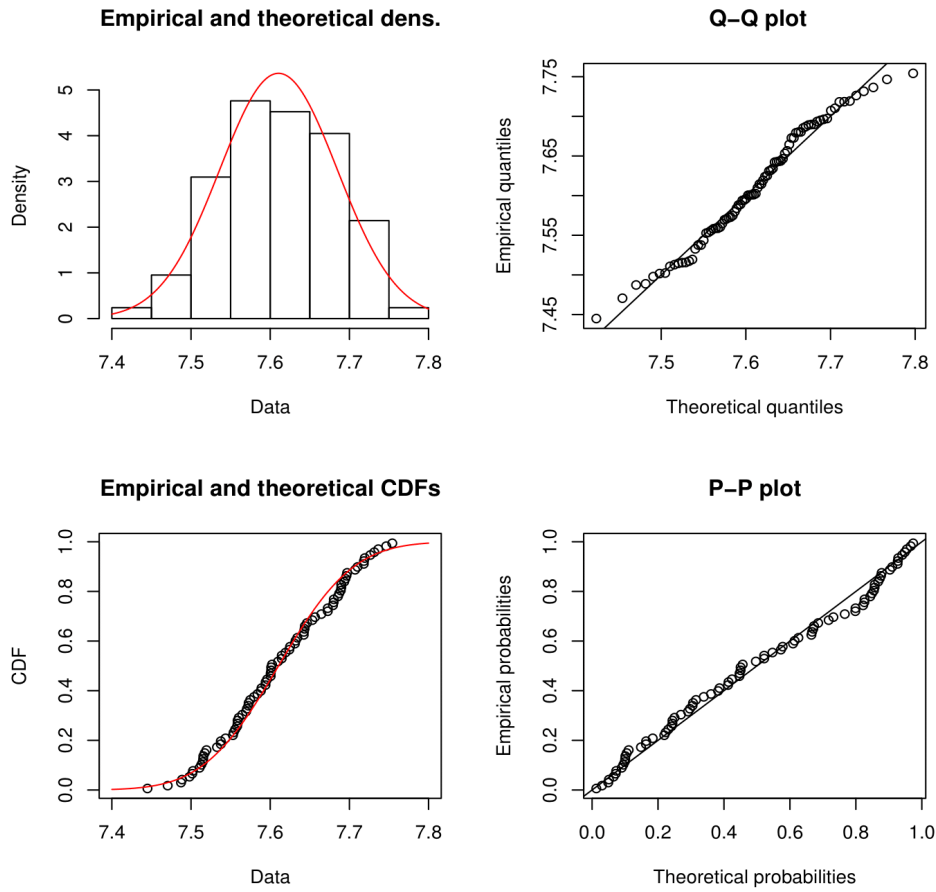 Empirical and theoretical dens.
Density
0
1
2
3
4
5
7.4 7.5 7.6 7.7 7.8
Data
Q−Q plot
Empirical quantiles
7.45 7.55 7.65 7.75
7.5 7.6 7.7 7.8
Theoretical quantiles
Empirical and theoretical CDFs
CDF
0.0 0.2 0.4 0.6 0.8 1.0
7.4 7.5 7.6 7.7 7.8
Data
P−P plot
Empirical probabilities
0.0 0.2 0.4 0.6 0.8 1.0
0.0 0.2 0.4 0.6 0.8 1.0
Theoretical probabilities